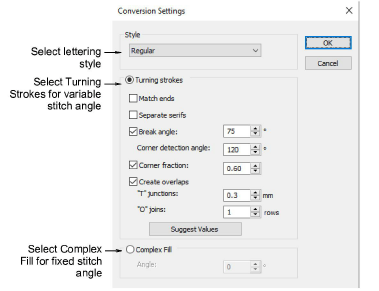 Conversion Settings
Style
Select lettering
style
Regular
OK
Cancel
Select Turning
Strokes for variable
stitch angle
Turning strokes
Match ends
Separate serifs
Break angle: 75 °
Corner detection angle: 120 °
Corner fraction: 0.60
Create overlaps
"T" junctions: 0.3 mm
"O" joins: 1 rows
Suggest Values
Select Complex
Fill for fixed stitch
angle
Complex Fill
Angle: 0 °